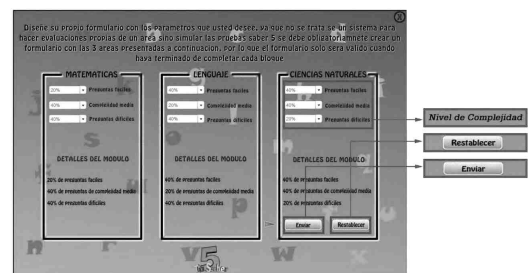 Diseñe su propio formulario con los parametros que usted desee, ya que no se trata se un sistema para
hacer evaluaciones propias de un area sino simular las pruebas saber 5 se debe obligatoriamnete crear un
formulario con las 3 areas presentadas a continuacion, por lo que el formulario solo sera valido cuando
haya terminado de completar cada bloque
MATEMATICAS
20% Preguntas faciles
40% Complejidad media
40% Preguntas dificiles
DETALLES DEL MODULO
20% de preguntas faciles
40% de preguntas de complejidad media
40% de preguntas dificiles
LENGUAJE
40% Preguntas faciles
20% Complejidad media
40% Preguntas dificiles
DETALLES DEL MODULO
40% de preguntas faciles
20% de preguntas de complejidad media
40% de preguntas dificiles
CIENCIAS NATURALES
40% Preguntas faciles
40% Complejidad media
20% Preguntas dificiles
DETALLES DEL MODULO
40% de preguntas faciles
40% de preguntas de complejidad media
20% de preguntas dificiles
Enviar Restablecer
Nivel de Complejidad
Restablecer
Enviar
5